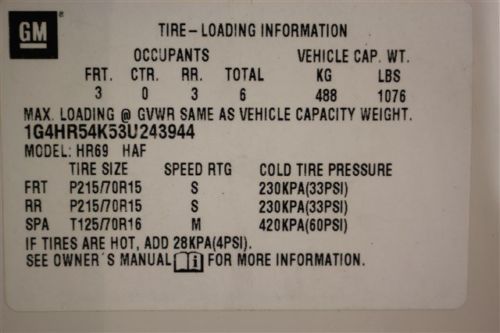 GM
TIRE-LOADING INFORMATION
OCCUPANTS VEHICLE CAP. WT.
FRT. CTR. RR. TOTAL KG LBS
3 0 3 6 488 1076
MAX. LOADING @ GVWR SAME AS VEHICLE CAPACITY WEIGHT.
1G4HR54K53U243944
MODEL: HR69 HAF
TIRE SIZE SPEED RTG COLD TIRE PRESSURE
FRT P215/70R15 S 230KPA(33PSI)
RR P215/70R15 S 230KPA(33PSI)
SPA T125/70R16 M 420KPA(60PSI)
IF TIRES ARE HOT, ADD 28KPA(4PSI).
SEE OWNER'S MANUAL i FOR MORE INFORMATION.